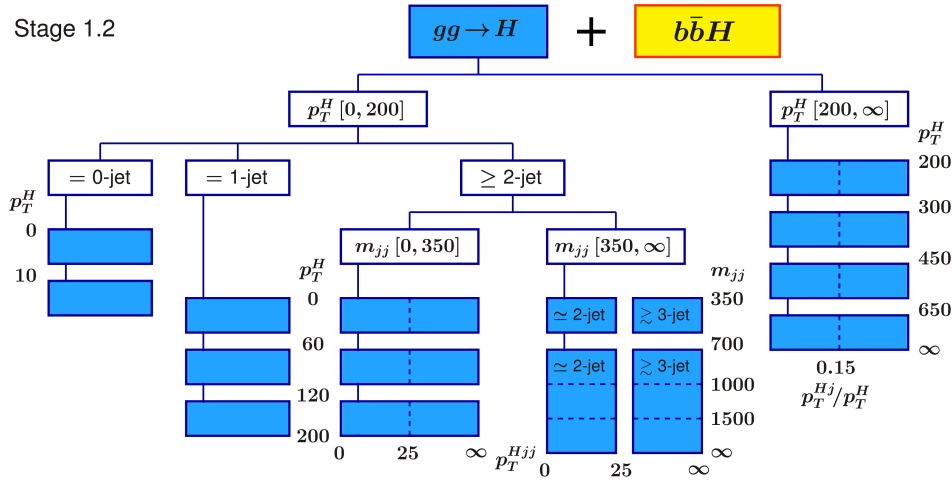 Stage 1.2
gg → H + bb̄H
p_T^H [0, 200]
p_T^H [200, ∞]
= 0-jet
= 1-jet
≥ 2-jet
m_jj [0, 350]
m_jj [350, ∞]
p_T^H
0
10
p_T^H
0
60
120
200
0 25 ∞
≃ 2-jet ≳ 3-jet
≃ 2-jet ≳ 3-jet
m_jj
350
700
1000
1500
∞
p_T^Hjj
0 25 ∞
p_T^H
200
300
450
650
∞
0.15
p_T^Hj/p_T^H